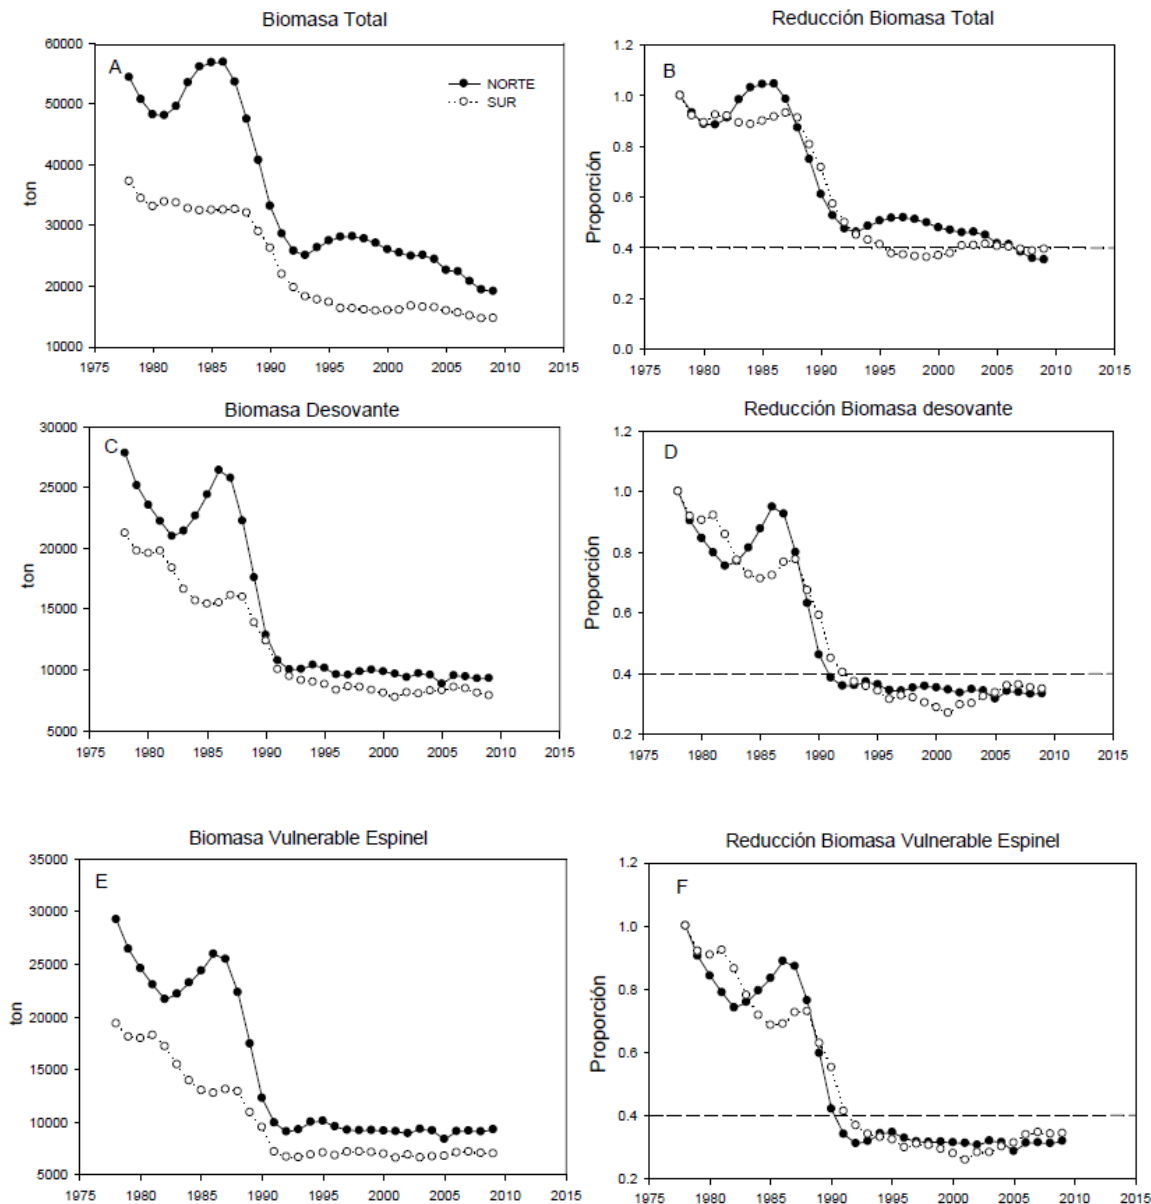 Biomasa Total
A
NORTE
SUR
ton
60000
50000
40000
30000
20000
10000
1975 1980 1985 1990 1995 2000 2005 2010 2015
Reducción Biomasa Total
B
Proporción
1.2
1.0
0.8
0.6
0.4
0.2
0.0
1975 1980 1985 1990 1995 2000 2005 2010 2015
Biomasa Desovante
C
ton
30000
25000
20000
15000
10000
5000
1975 1980 1985 1990 1995 2000 2005 2010 2015
Reducción Biomasa desovante
D
Proporción
1.2
1.0
0.8
0.6
0.4
0.2
1975 1980 1985 1990 1995 2000 2005 2010 2015
Biomasa Vulnerable Espinel
E
ton
35000
30000
25000
20000
15000
10000
5000
1975 1980 1985 1990 1995 2000 2005 2010 2015
Reducción Biomasa Vulnerable Espinel
F
Proporción
1.2
1.0
0.8
0.6
0.4
0.2
1975 1980 1985 1990 1995 2000 2005 2010 2015